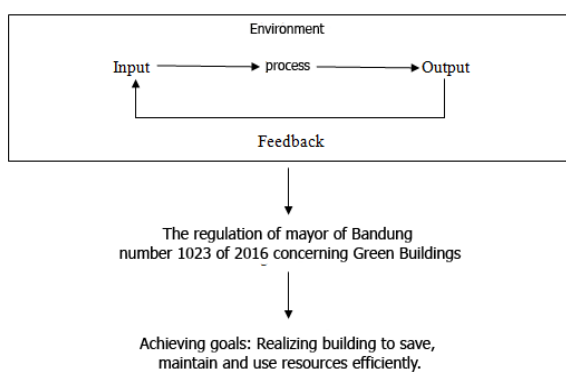 Environment
Input process Output
Feedback
The regulation of mayor of Bandung
number 1023 of 2016 concerning Green Buildings
Achieving goals: Realizing building to save,
maintain and use resources efficiently.